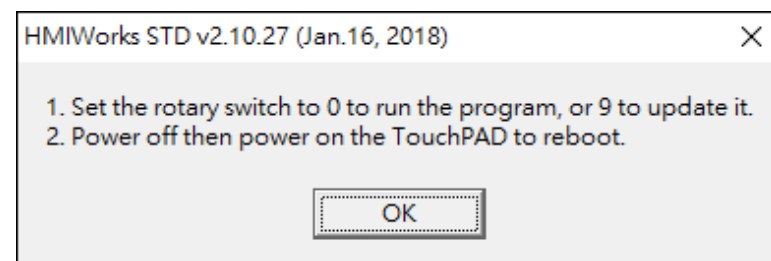 HMIWorks STD v2.10.27 (Jan.16, 2018)
1. Set the rotary switch to 0 to run the program, or 9 to update it.
2. Power off then power on the TouchPAD to reboot.
OK